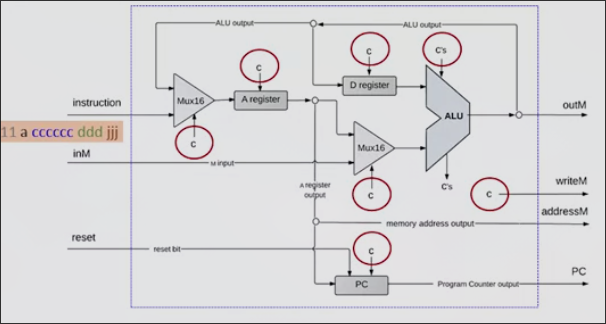 ALU output
ALU output
C
C
C's
instruction
Mux16
A register
D register
ALU
outM
11 a cccccc ddd jjj
inM
C
M input
Mux16
A register
output
C
C's
C
writeM
addressM
memory address output
reset
reset bit
C
PC
Program Counter output
PC